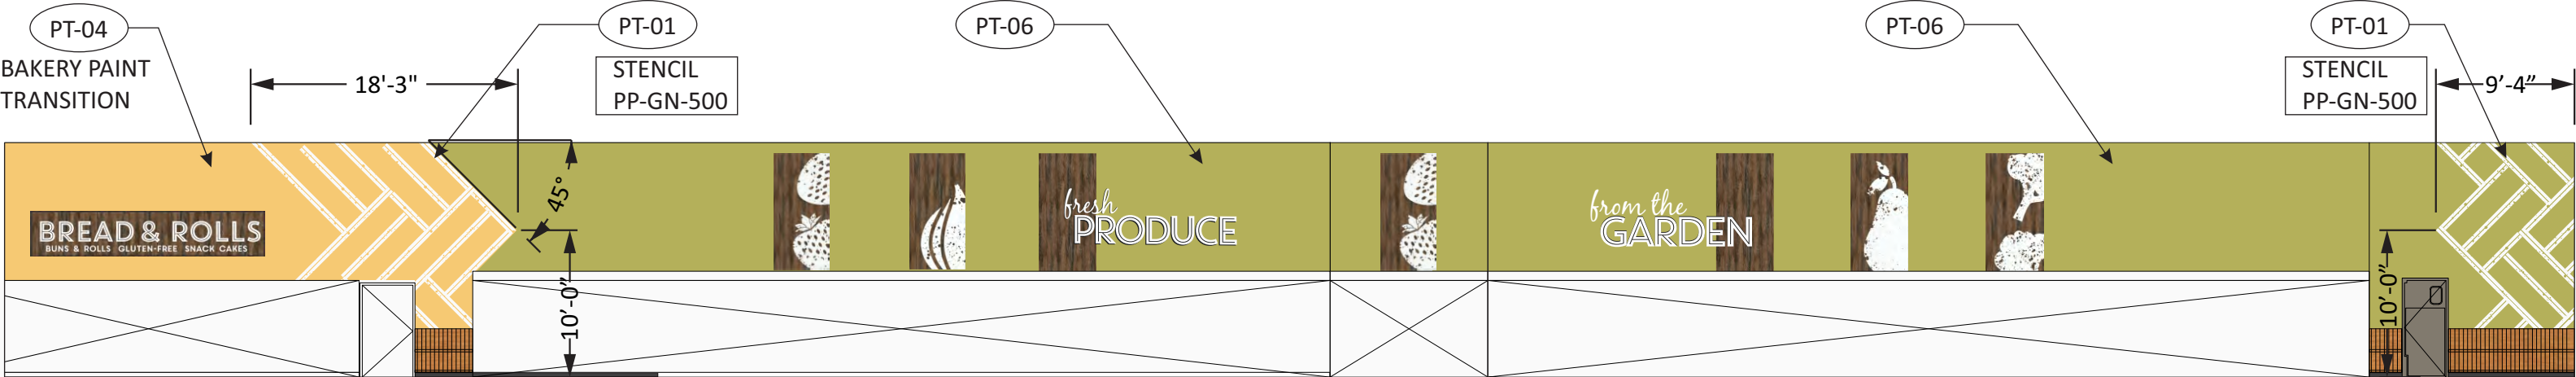 PT-04
BAKERY PAINT
TRANSITION
18'-3"
PT-01
STENCIL
PP-GN-500
PT-06
PT-06
PT-01
STENCIL
PP-GN-500
9’-4”
45°
10’-0”
BREAD & ROLLS
BUNS & ROLLS GLUTEN-FREE SNACK CAKES
fresh
PRODUCE
from the
GARDEN
10’-0”